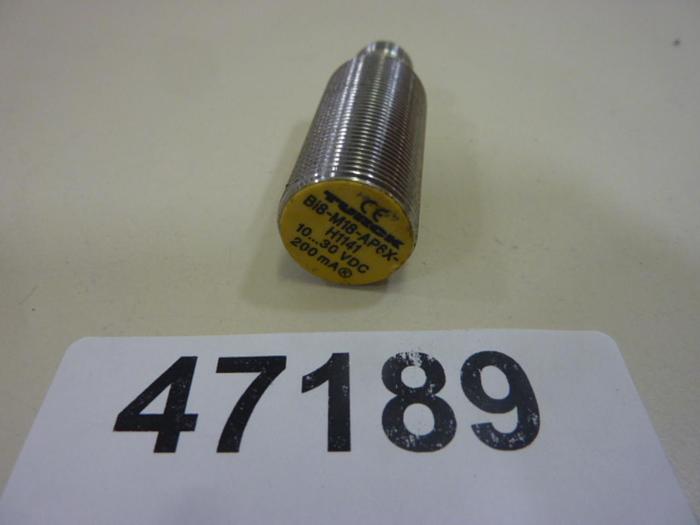 CE
TURCK
Bi8-M18-AP6X-
H1141
10...30 VDC
200 mA®
47189